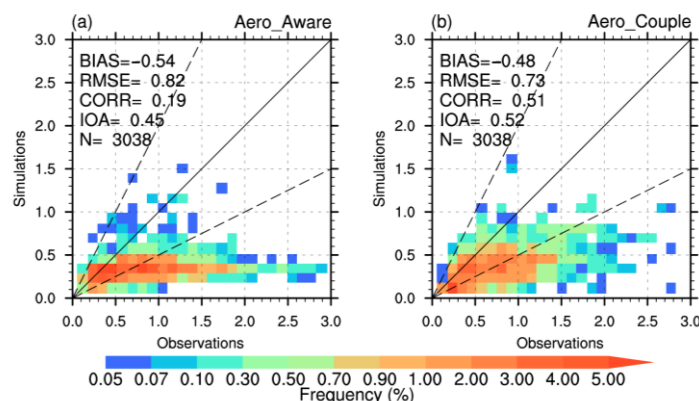 (a) Aero_Aware
BIAS=−0.54
RMSE= 0.82
CORR= 0.19
IOA= 0.45
N= 3038
Simulations
3.0
2.5
2.0
1.5
1.0
0.5
0.0
0.0 0.5 1.0 1.5 2.0 2.5 3.0
Observations
(b) Aero_Couple
BIAS=−0.48
RMSE= 0.73
CORR= 0.51
IOA= 0.52
N= 3038
Simulations
3.0
2.5
2.0
1.5
1.0
0.5
0.0
0.0 0.5 1.0 1.5 2.0 2.5 3.0
Observations
0.05 0.07 0.10 0.30 0.50 0.70 0.90 1.00 2.00 3.00 4.00 5.00
Frequency (%)